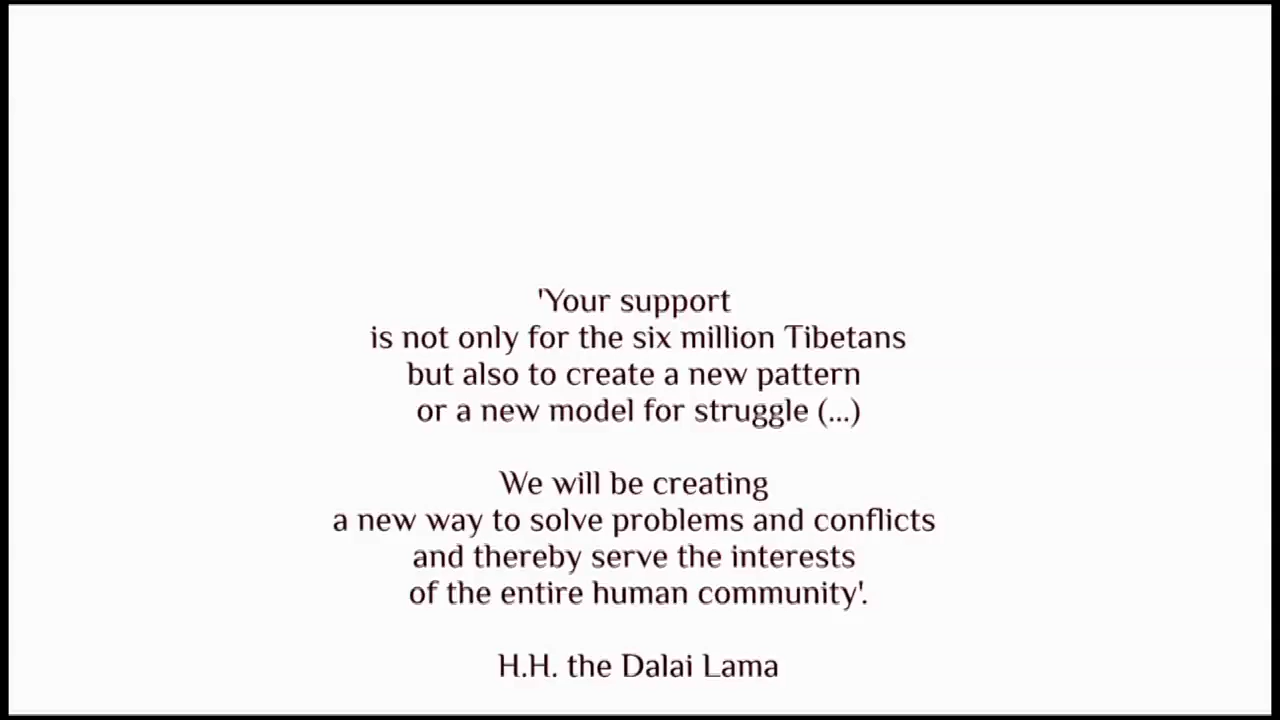 'Your support
is not only for the six million Tibetans
but also to create a new pattern
or a new model for struggle (...)
We will be creating
a new way to solve problems and conflicts
and thereby serve the interests
of the entire human community'.
H.H. the Dalai Lama